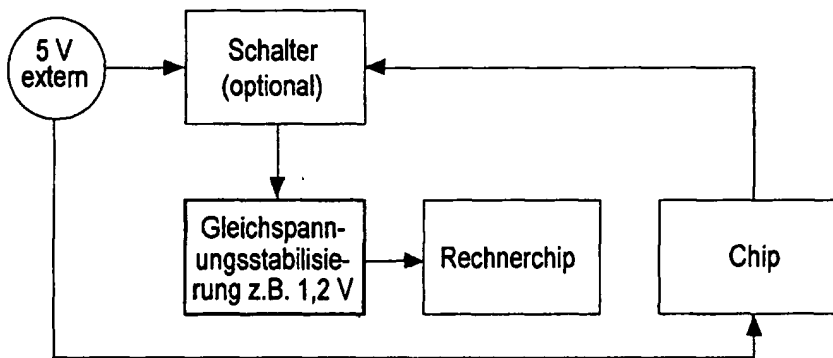 5 V
extern
Schalter
(optional)
Gleichspann-
ungsstabilisie-
rung z.B. 1,2 V
Rechnerchip
Chip